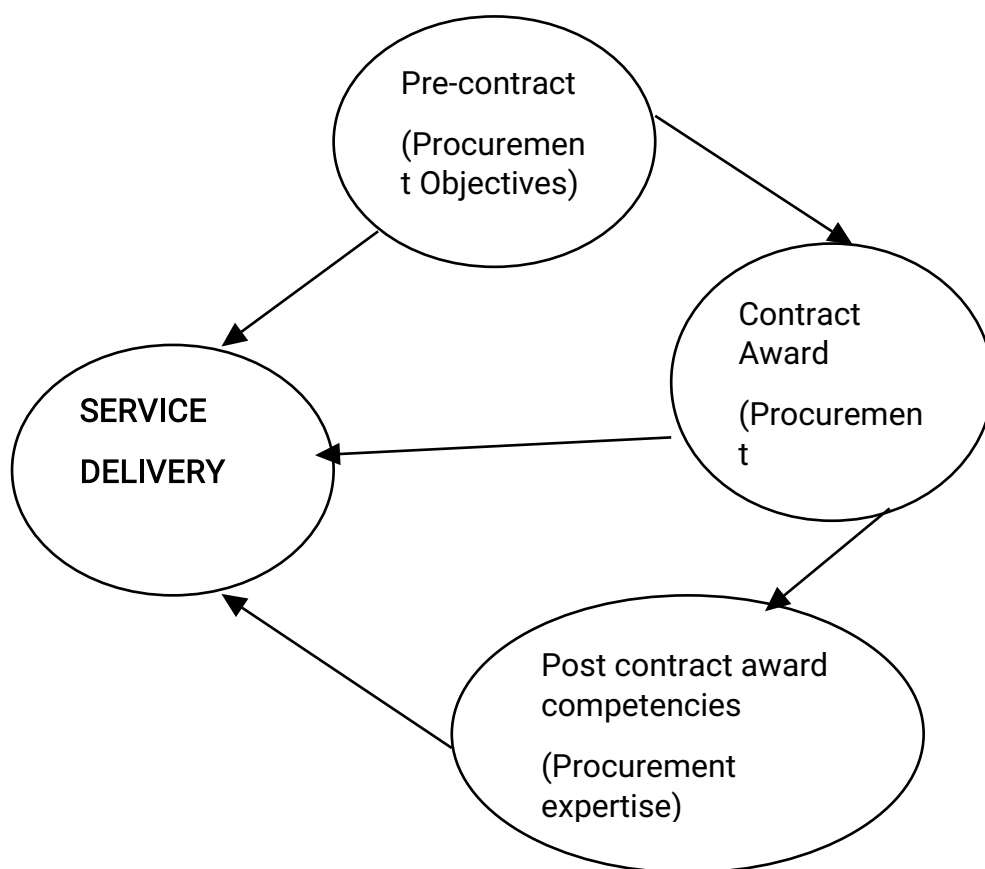 Pre-contract
(Procuremen
t Objectives)
Contract
Award
(Procuremen
t
SERVICE
DELIVERY
Post contract award
competencies
(Procurement
expertise)